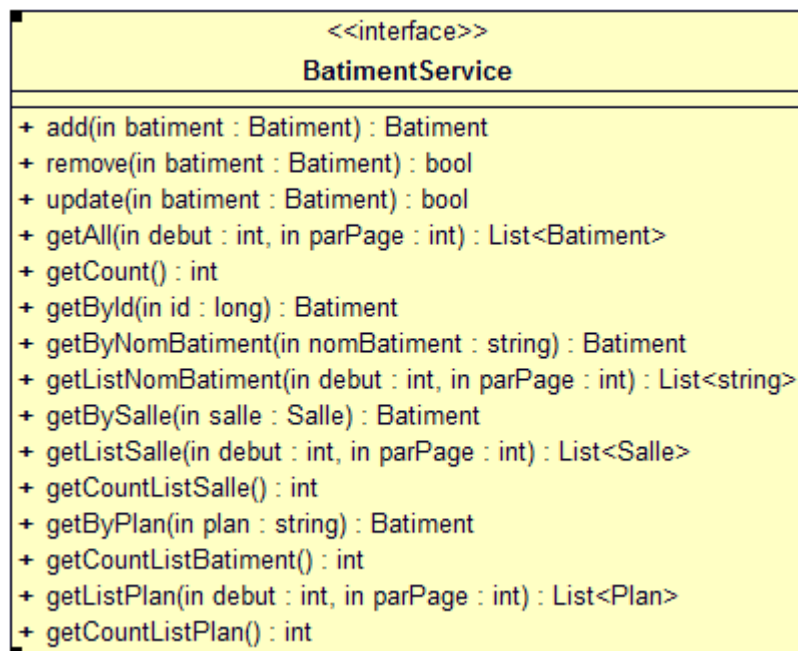 <<interface>>
BatimentService
+ add(in batiment : Batiment) : Batiment
+ remove(in batiment : Batiment) : bool
+ update(in batiment : Batiment) : bool
+ getAll(in debut : int, in parPage : int) : List<Batiment>
+ getCount() : int
+ getById(in id : long) : Batiment
+ getByNomBatiment(in nomBatiment : string) : Batiment
+ getListNomBatiment(in debut : int, in parPage : int) : List<string>
+ getBySalle(in salle : Salle) : Batiment
+ getListSalle(in debut : int, in parPage : int) : List<Salle>
+ getCountListSalle() : int
+ getByPlan(in plan : string) : Batiment
+ getCountListBatiment() : int
+ getListPlan(in debut : int, in parPage : int) : List<Plan>
+ getCountListPlan() : int